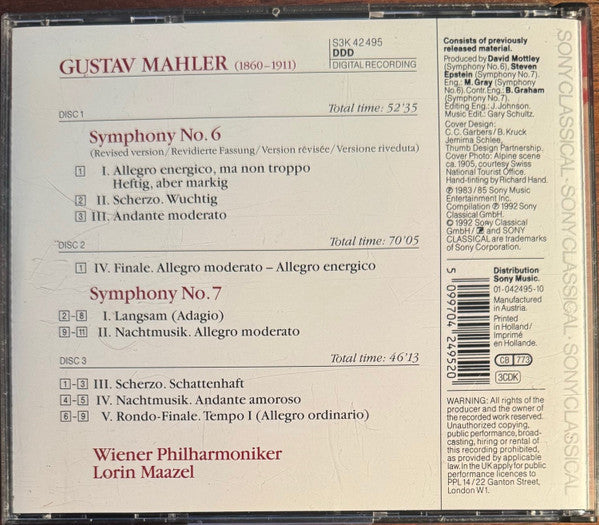 GUSTAV MAHLER (1860–1911)
S3K 42 495
DDD
DIGITAL RECORDING
DISC 1
Total time: 52'35
Symphony No. 6
(Revised version / Revidierte Fassung / Version révisée / Versione riveduta)
1 I. Allegro energico, ma non troppo
Heftig, aber markig
2 II. Scherzo. Wuchtig
3 III. Andante moderato
DISC 2
Total time: 70'05
1 IV. Finale. Allegro moderato – Allegro energico
Symphony No. 7
2-8 I. Langsam (Adagio)
9-11 II. Nachtmusik. Allegro moderato
DISC 3
Total time: 46'13
1-3 III. Scherzo. Schattenhaft
4-5 IV. Nachtmusik. Andante amoroso
6-9 V. Rondo-Finale. Tempo I (Allegro ordinario)
Wiener Philharmoniker
Lorin Maazel
Consists of previously
released material.
Produced by David Mottley
(Symphony No. 6), Steven
Epstein (Symphony No. 7).
Eng.: M. Gray (Symphony
No. 6). Contr. Eng.: B. Graham
(Symphony No. 7).
Editing Eng.: J. Johnson.
Music Edit.: Gary Schultz.
Cover Design:
C. C. Garbers / B. Kruck
Jemima Schlee,
Thumb Design Partnership.
Cover Photo: Alpine scene
ca. 1905, courtesy Swiss
National Tourist Office.
Hand-tinting by Richard Hand.
℗ 1983 / 85 Sony Music
Entertainment Inc.
Compilation ℗ 1992 Sony
Classical GmbH.
© 1992 Sony Classical
GmbH / and SONY
CLASSICAL are trademarks
of Sony Corporation.
5 099704 249520
Distribution
Sony Music.
01-042495-10
Manufactured
in Austria.
Printed
in Holland /
Imprimé
en Hollande.
CB 773
3CDK
WARNING: All rights of the
producer and the owner of
the recorded work reserved.
Unauthorized copying,
public performance, broad-
casting, hiring or rental of
this recording prohibited,
as provided by applicable
law. In the UK apply for public
performance licences to
PPL 14 / 22 Ganton Street,
London W1.
SONYCLASSICAL · SONYCLASSICAL · SONYCLASSICAL